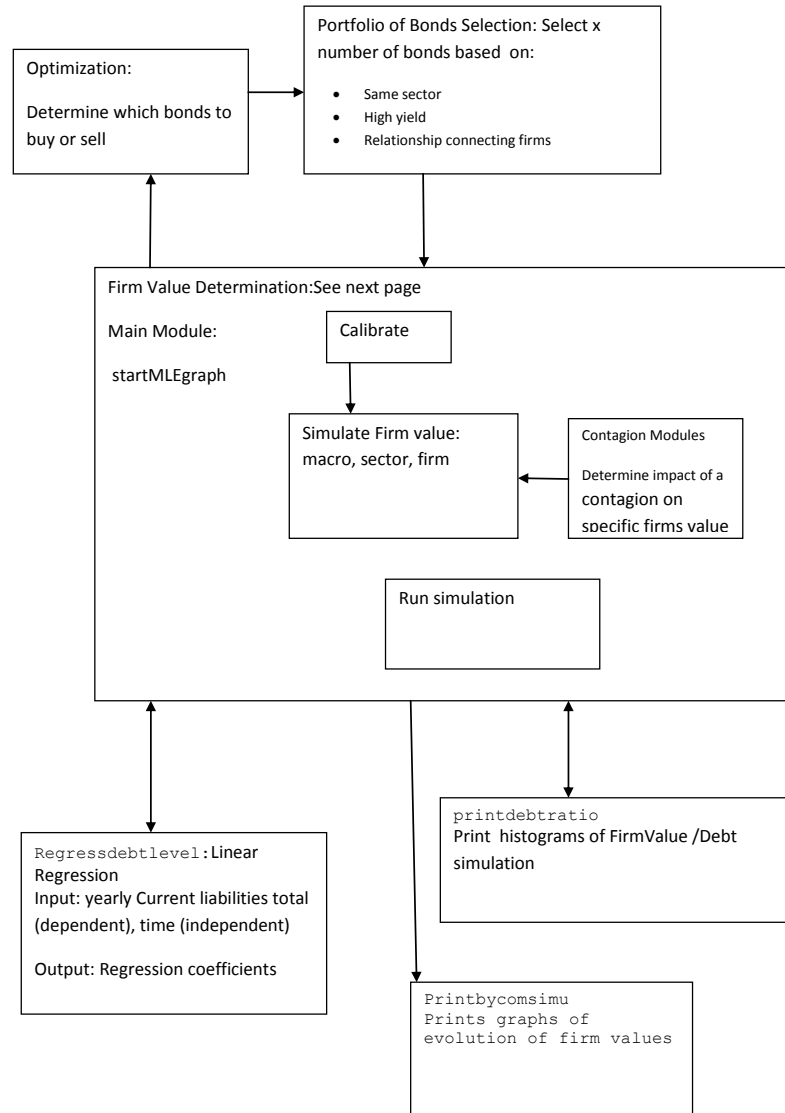 Portfolio of Bonds Selection: Select x
number of bonds based  on:
• Same sector
• High yield
• Relationship connecting firms
Optimization:
Determine which bonds to
buy or sell
Firm Value Determination:See next page
Main Module:
startMLEgraph
Calibrate
Simulate Firm value:
macro, sector, firm
Contagion Modules
Determine impact of a
contagion on
specific firms value
Run simulation
printdebtratio
Print  histograms of FirmValue /Debt
simulation
Regressdebtlevel: Linear
Regression
Input: yearly Current liabilities total
(dependent), time (independent)
Output: Regression coefficients
Printbycomsimu
Prints graphs of
evolution of firm values